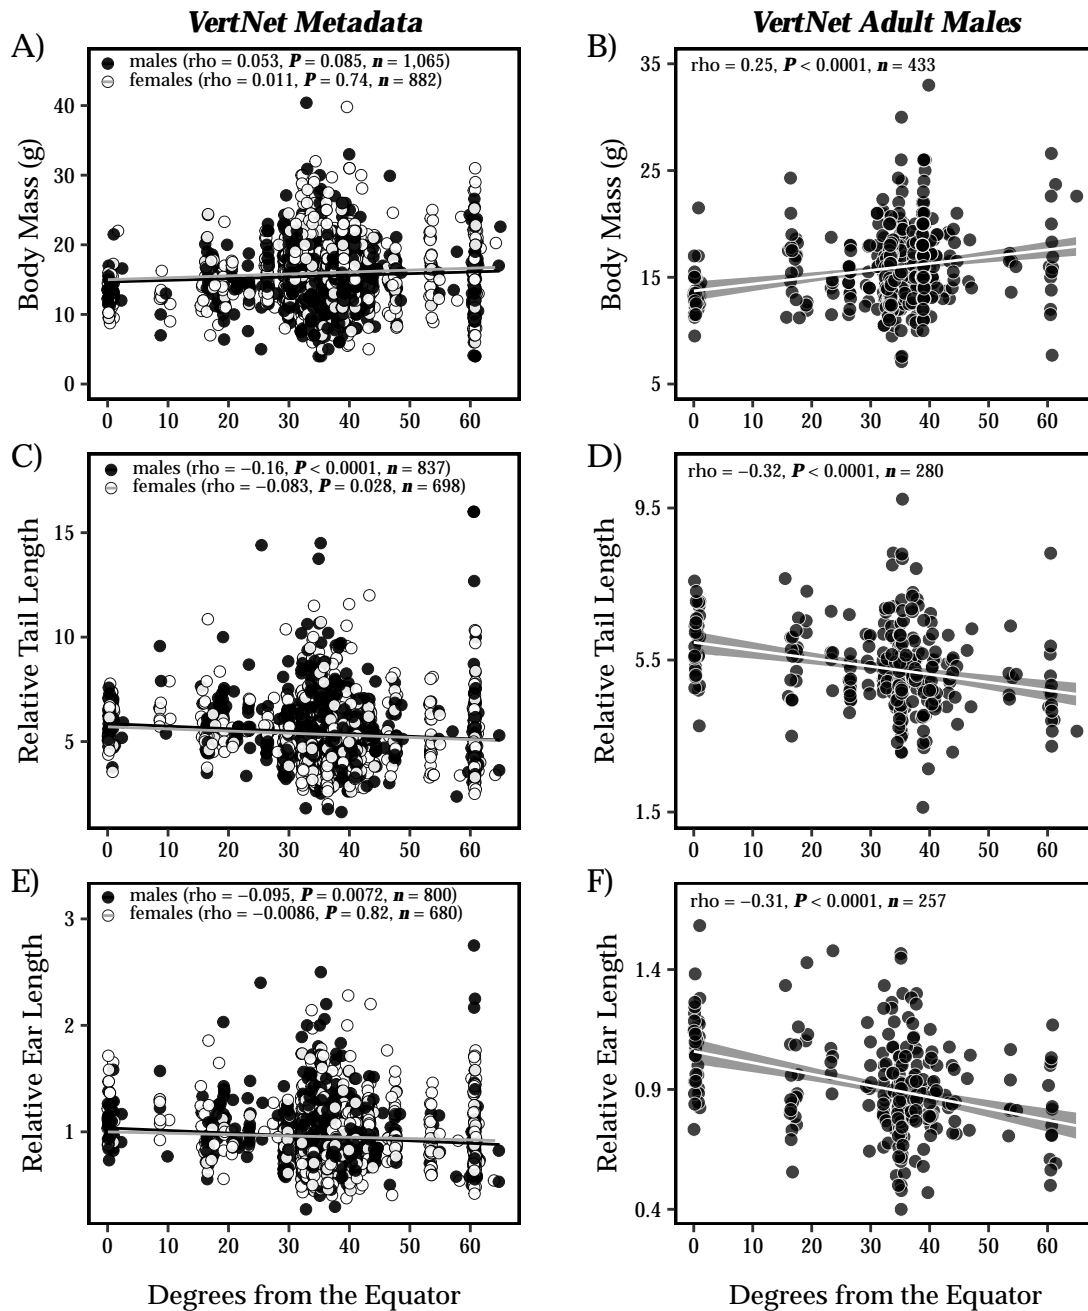 VertNet Metadata
VertNet Adult Males
A)
males (rho = 0.053, P = 0.085, n = 1,065)
females (rho = 0.011, P = 0.74, n = 882)
Body Mass (g)
40
30
20
10
0
0 10 20 30 40 50 60
B)
rho = 0.25, P < 0.0001, n = 433
Body Mass (g)
35
25
15
5
0 10 20 30 40 50 60
C)
males (rho = −0.16, P < 0.0001, n = 837)
females (rho = −0.083, P = 0.028, n = 698)
Relative Tail Length
15
10
5
0 10 20 30 40 50 60
D)
rho = −0.32, P < 0.0001, n = 280
Relative Tail Length
9.5
5.5
1.5
0 10 20 30 40 50 60
E)
males (rho = −0.095, P = 0.0072, n = 800)
females (rho = −0.0086, P = 0.82, n = 680)
Relative Ear Length
3
2
1
0 10 20 30 40 50 60
Degrees from the Equator
F)
rho = −0.31, P < 0.0001, n = 257
Relative Ear Length
1.4
0.9
0.4
0 10 20 30 40 50 60
Degrees from the Equator